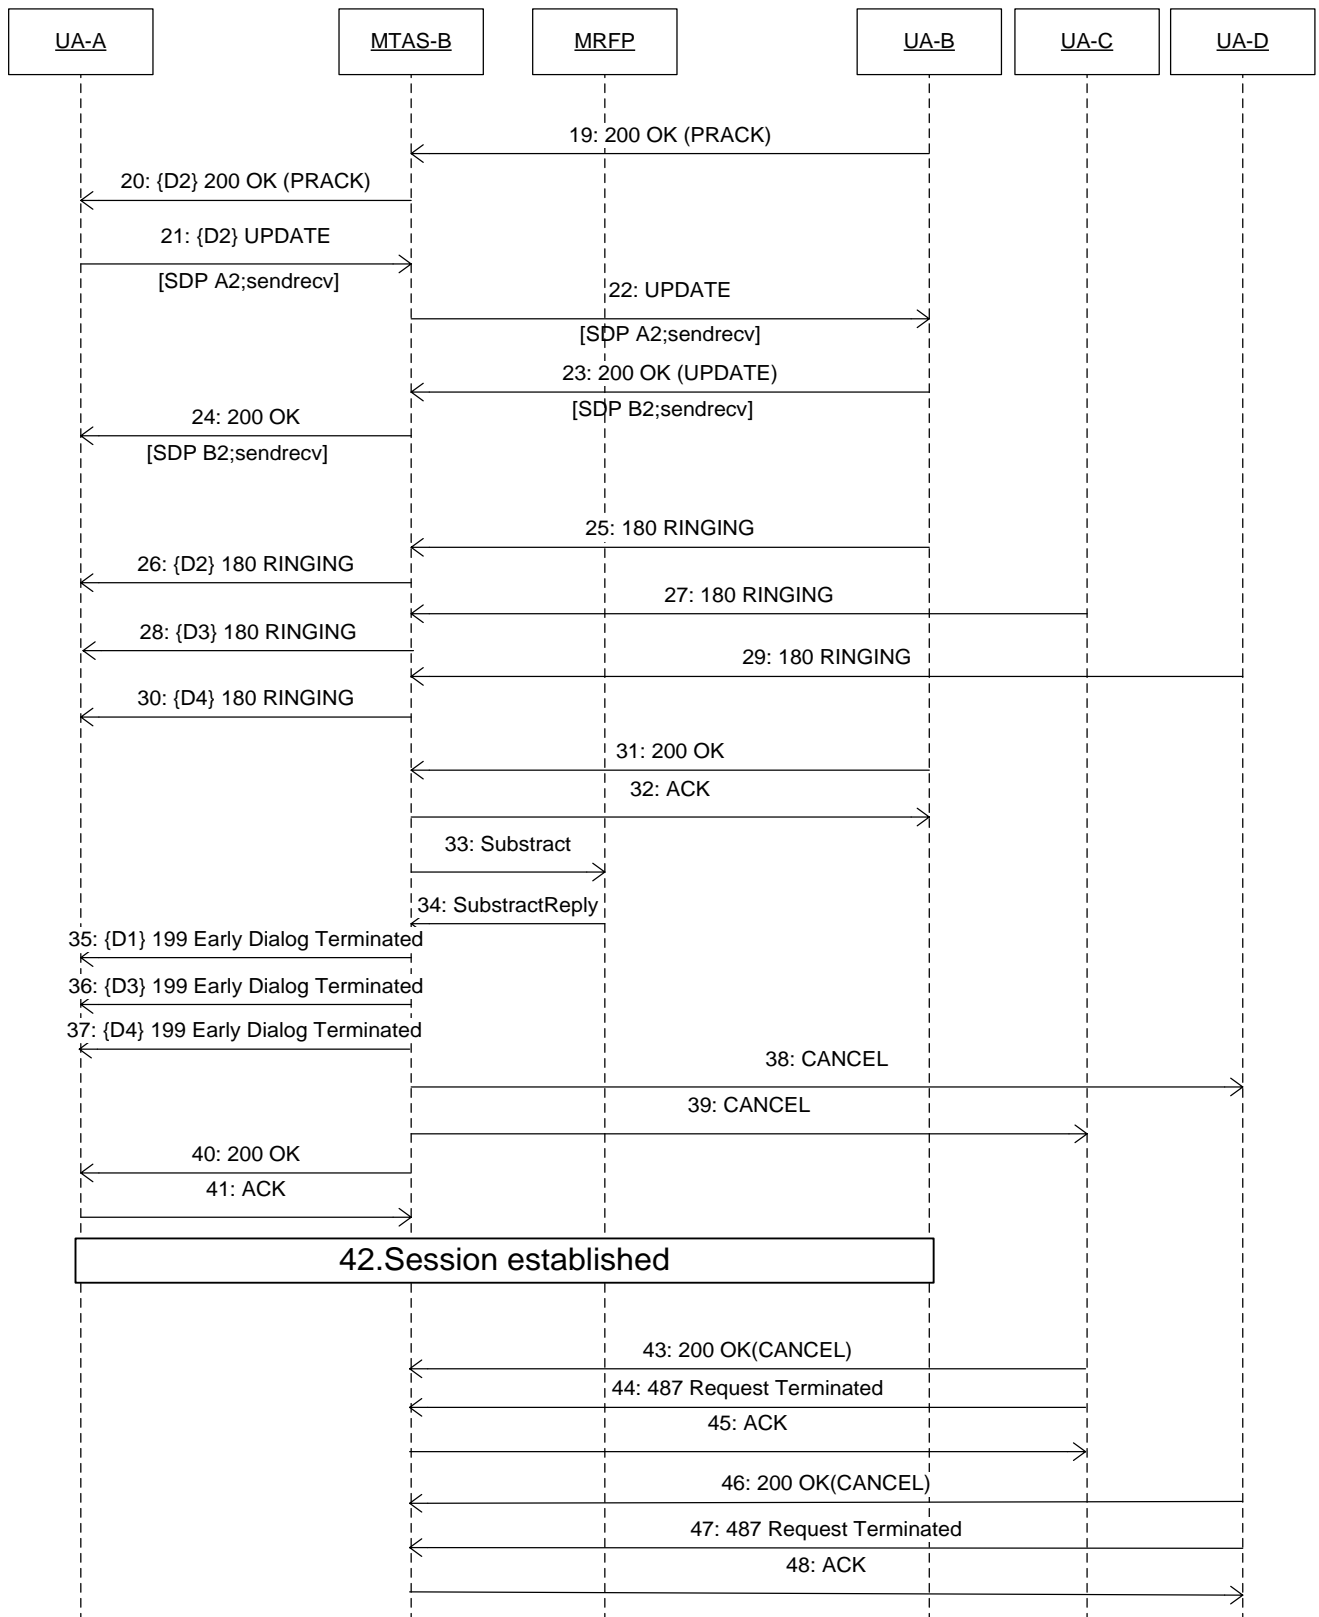 UA-A
MTAS-B
MRFP
UA-B
UA-C
UA-D
19: 200 OK (PRACK)
20: {D2} 200 OK (PRACK)
21: {D2} UPDATE
[SDP A2;sendrecv]
22: UPDATE
[SDP A2;sendrecv]
23: 200 OK (UPDATE)
[SDP B2;sendrecv]
24: 200 OK
[SDP B2;sendrecv]
25: 180 RINGING
26: {D2} 180 RINGING
27: 180 RINGING
28: {D3} 180 RINGING
29: 180 RINGING
30: {D4} 180 RINGING
31: 200 OK
32: ACK
33: Substract
34: SubstractReply
35: {D1} 199 Early Dialog Terminated
36: {D3} 199 Early Dialog Terminated
37: {D4} 199 Early Dialog Terminated
38: CANCEL
39: CANCEL
40: 200 OK
41: ACK
42.Session established
43: 200 OK(CANCEL)
44: 487 Request Terminated
45: ACK
46: 200 OK(CANCEL)
47: 487 Request Terminated
48: ACK